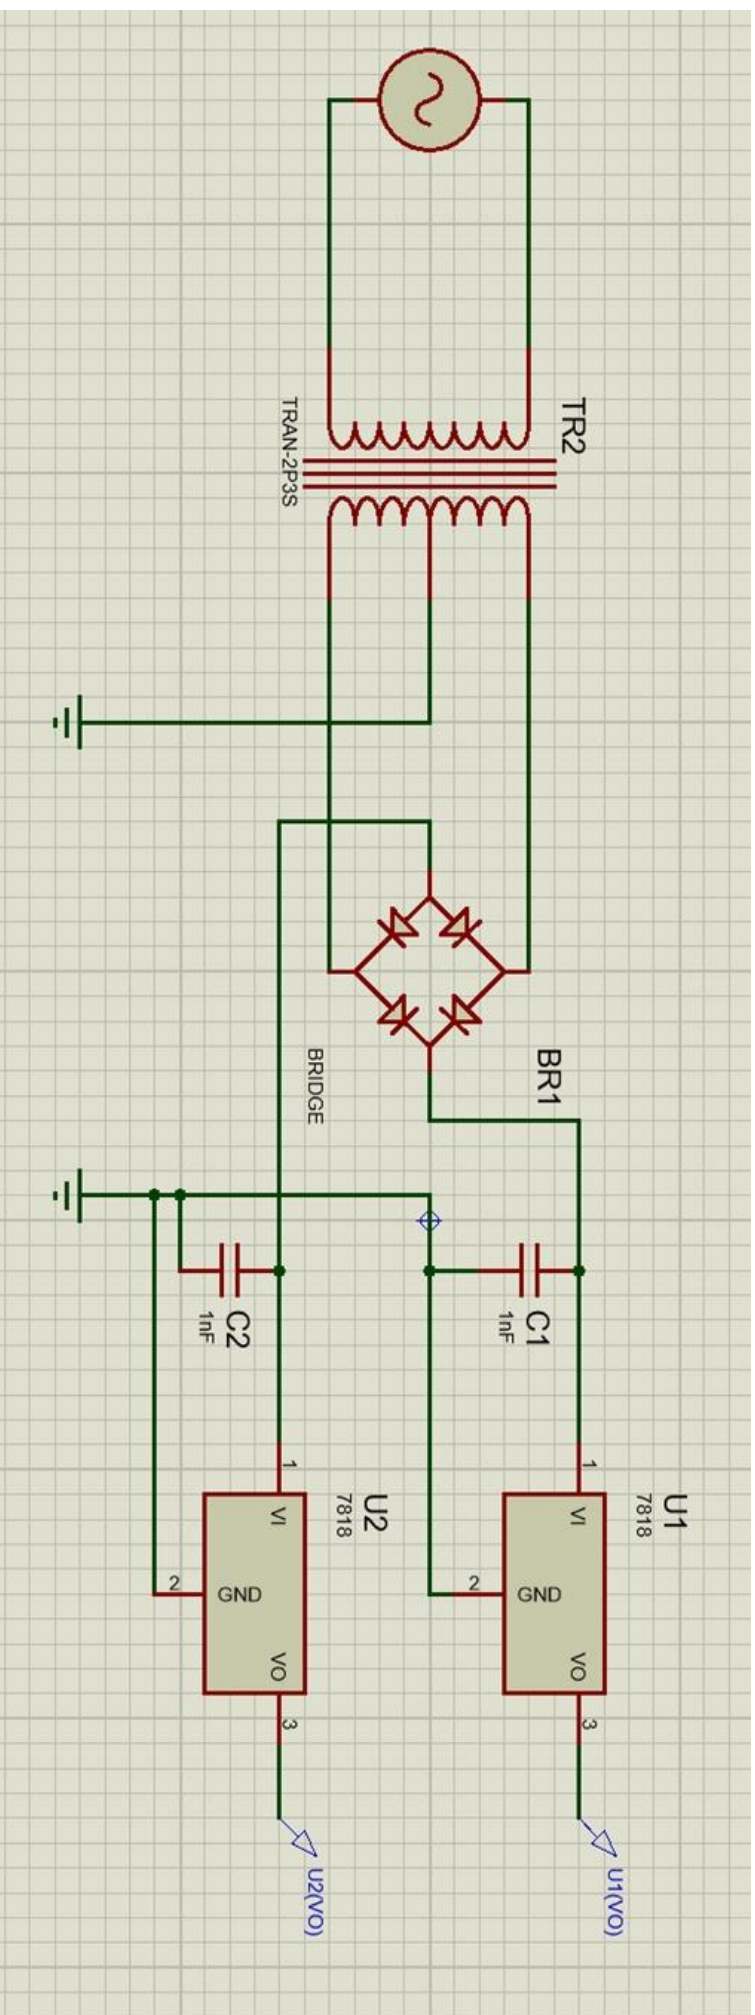 TR2
TRAN-2P3S
BR1
BRIDGE
C1
1nF
C2
1nF
U1
7818
1
VI
2
GND
VO
3
U1(VO)
U2
7818
1
VI
2
GND
VO
3
U2(VO)